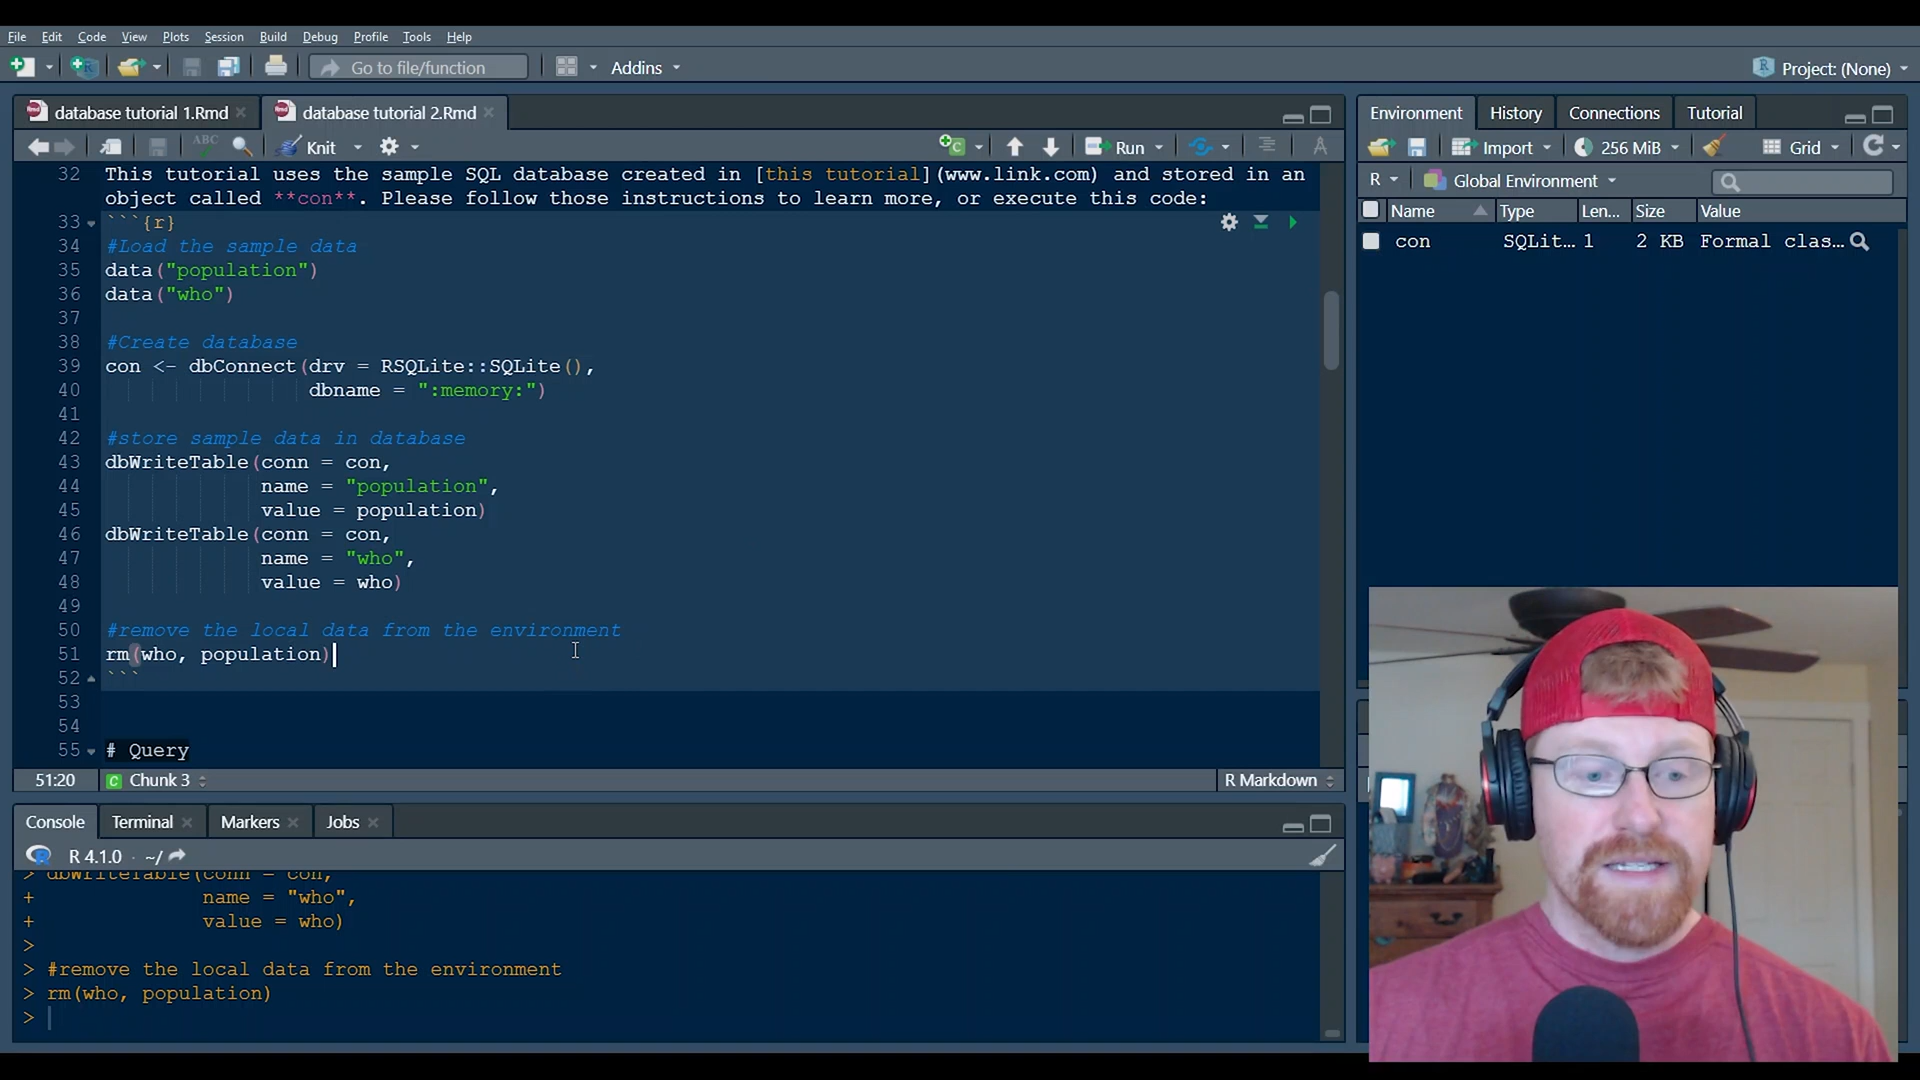 File Edit Code View Plots Session Build Debug Profile Tools Help
Go to file/function Addins Project: (None)
database tutorial 1.Rmd database tutorial 2.Rmd
ABC Knit Run
32 This tutorial uses the sample SQL database created in [this tutorial](www.link.com) and stored in an
object called **con**. Please follow those instructions to learn more, or execute this code:
33 ```{r}
34 #Load the sample data
35 data("population")
36 data("who")
37
38 #Create database
39 con <- dbConnect(drv = RSQLite::SQLite(),
40 dbname = ":memory:")
41
42 #store sample data in database
43 dbWriteTable(conn = con,
44 name = "population",
45 value = population)
46 dbWriteTable(conn = con,
47 name = "who",
48 value = who)
49
50 #remove the local data from the environment
51 rm(who, population)
52 ```
53
54
55 # Query
51:20 Chunk 3 R Markdown
Console Terminal Markers Jobs
R 4.1.0 · ~/
> dbWriteTable(conn = con,
+ name = "who",
+ value = who)
>
> #remove the local data from the environment
> rm(who, population)
>
Environment History Connections Tutorial
Import 256 MiB Grid
R Global Environment
Name Type Len... Size Value
con SQLit... 1 2 KB Formal clas...